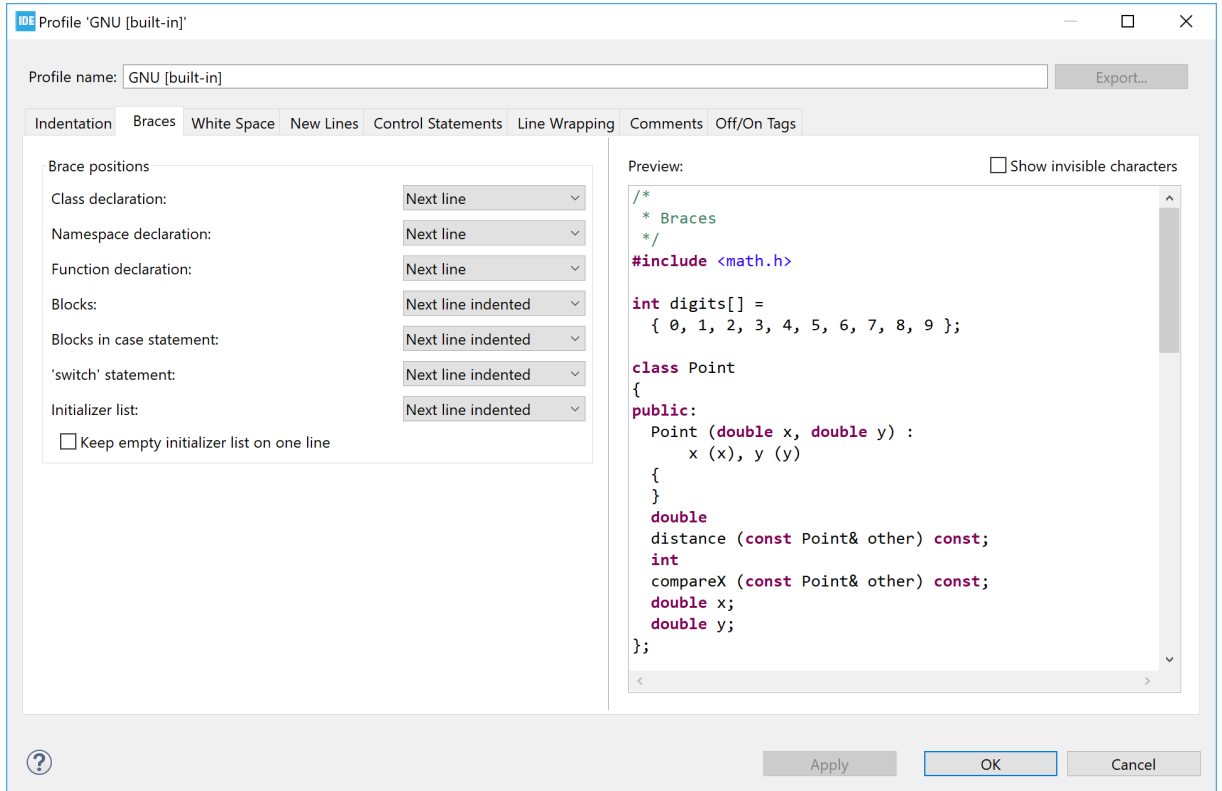 IDE Profile 'GNU [built-in]'
Profile name: GNU [built-in] Export...
Indentation Braces White Space New Lines Control Statements Line Wrapping Comments Off/On Tags
Brace positions
Class declaration: Next line
Namespace declaration: Next line
Function declaration: Next line
Blocks: Next line indented
Blocks in case statement: Next line indented
'switch' statement: Next line indented
Initializer list: Next line indented
Keep empty initializer list on one line
Preview: Show invisible characters
/*
 * Braces
 */
#include <math.h>
int digits[] =
  { 0, 1, 2, 3, 4, 5, 6, 7, 8, 9 };
class Point
{
public:
  Point (double x, double y) :
      x (x), y (y)
  {
  }
  double
  distance (const Point& other) const;
  int
  compareX (const Point& other) const;
  double x;
  double y;
};
? Apply OK Cancel